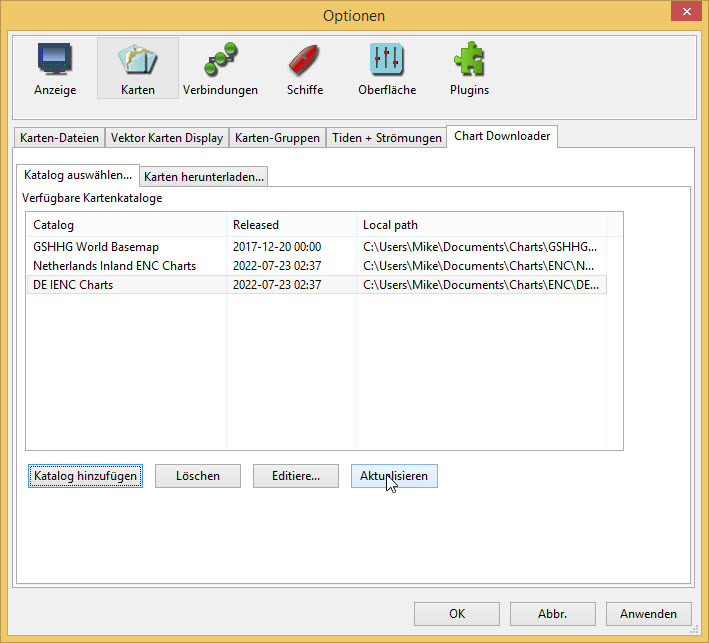 Optionen
Anzeige Karten Verbindungen Schiffe Oberfläche Plugins
Karten-Dateien Vektor Karten Display Karten-Gruppen Tiden + Strömungen Chart Downloader
Katalog auswählen... Karten herunterladen...
Verfügbare Kartenkataloge
Catalog Released Local path
GSHHG World Basemap 2017-12-20 00:00 C:\Users\Mike\Documents\Charts\GSHHG...
Netherlands Inland ENC Charts 2022-07-23 02:37 C:\Users\Mike\Documents\Charts\ENC\N...
DE IENC Charts 2022-07-23 02:37 C:\Users\Mike\Documents\Charts\ENC\DE...
Katalog hinzufügen Löschen Editiere... Aktualisieren
OK Abbr. Anwenden